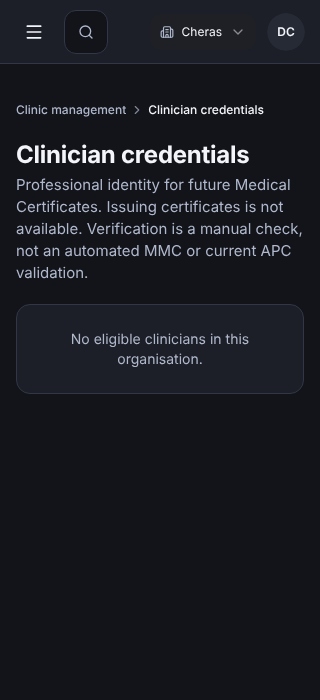 Cheras
DC
Clinic management > Clinician credentials
Clinician credentials
Professional identity for future Medical
Certificates. Issuing certificates is not
available. Verification is a manual check,
not an automated MMC or current APC
validation.
No eligible clinicians in this
organisation.